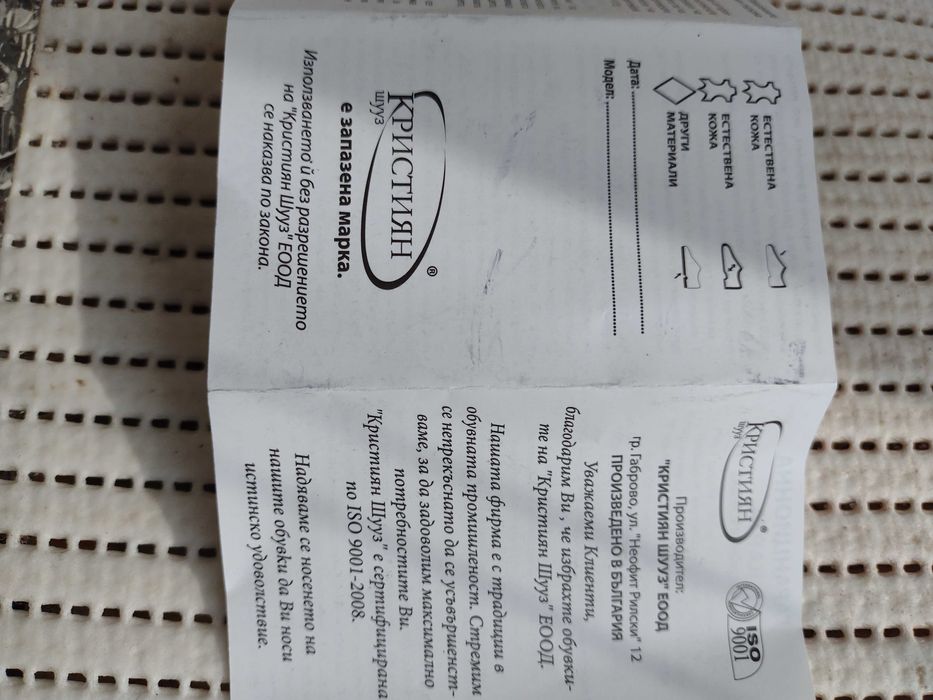 ЕСТЕСТВЕНА
КОЖА
ЕСТЕСТВЕНА
КОЖА
ДРУГИ
МАТЕРИАЛИ
Дата:
Модел:
КРИСТИЯН®
шууз
е запазена марка.
Използването ѝ без разрешението
на "Кристиян Шууз" ЕООД
се наказва по закона.
КРИСТИЯН®
шууз
ISO
9001
Производител:
"КРИСТИЯН ШУУЗ" ЕООД
гр.Габрово, ул. "Неофит Рилски" 12
ПРОИЗВЕДЕНО В БЪЛГАРИЯ
Уважаеми Клиенти,
благодарим Ви , че избрахте обувки-
те на "Кристиян Шууз" ЕООД.
Нашата фирма е с традиции в
обувната промишленост. Стремим
се непрекъснато да се усъвършенст-
ваме, за да задоволим максимално
потребностите Ви.
"Кристиян Шууз" е сертифицирана
по ISO 9001-2008.
Надяваме се носенето на
нашите обувки да Ви носи
истинско удоволствие.